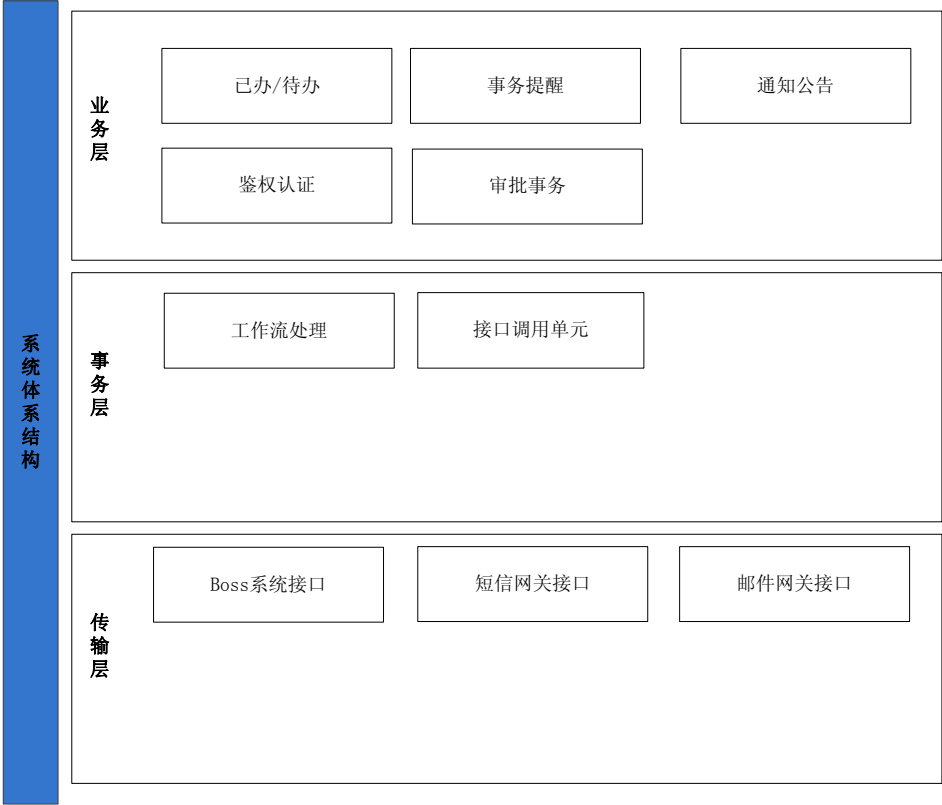 系统体系结构
业务层
已办/待办
事务提醒
通知公告
鉴权认证
审批事务
事务层
工作流处理
接口调用单元
传输层
Boss系统接口
短信网关接口
邮件网关接口